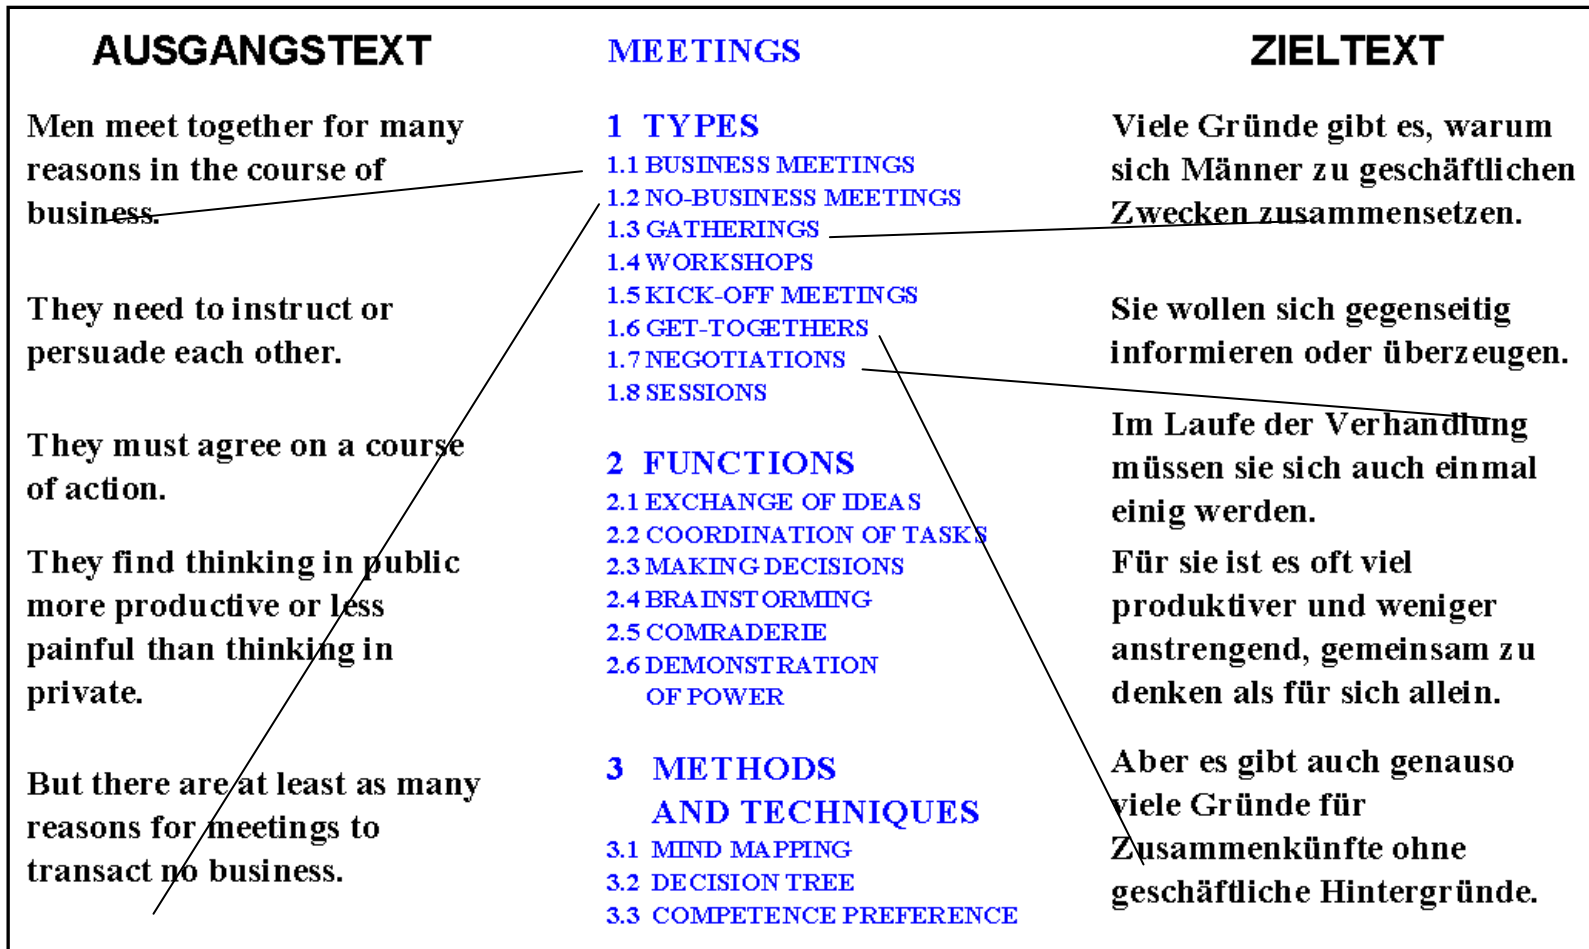 AUSGANGSTEXT
Men meet together for many
reasons in the course of
business.
They need to instruct or
persuade each other.
They must agree on a course
of action.
They find thinking in public
more productive or less
painful than thinking in
private.
But there are at least as many
reasons for meetings to
transact no business.
MEETINGS
1 TYPES
1.1 BUSINESS MEETINGS
1.2 NO-BUSINESS MEETINGS
1.3 GATHERINGS
1.4 WORKSHOPS
1.5 KICK-OFF MEETINGS
1.6 GET-TOGETHERS
1.7 NEGOTIATIONS
1.8 SESSIONS
2 FUNCTIONS
2.1 EXCHANGE OF IDEAS
2.2 COORDINATION OF TASKS
2.3 MAKING DECISIONS
2.4 BRAINSTORMING
2.5 COMRADERIE
2.6 DEMONSTRATION
OF POWER
3 METHODS
AND TECHNIQUES
3.1 MIND MAPPING
3.2 DECISION TREE
3.3 COMPETENCE PREFERENCE
ZIELTEXT
Viele Gründe gibt es, warum
sich Männer zu geschäftlichen
Zwecken zusammensetzen.
Sie wollen sich gegenseitig
informieren oder überzeugen.
Im Laufe der Verhandlung
müssen sie sich auch einmal
einig werden.
Für sie ist es oft viel
produktiver und weniger
anstrengend, gemeinsam zu
denken als für sich allein.
Aber es gibt auch genauso
viele Gründe für
Zusammenkünfte ohne
geschäftliche Hintergründe.